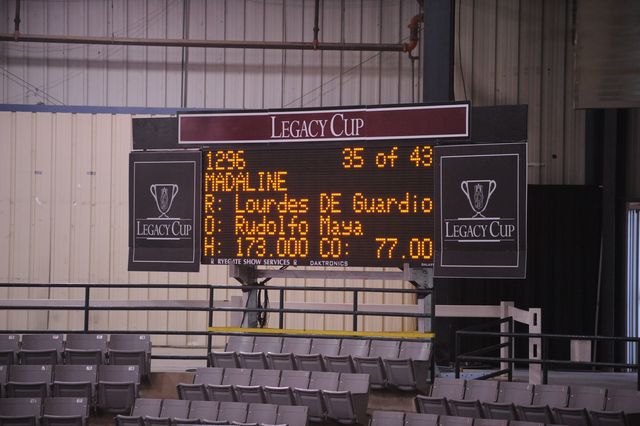 LEGACY CUP
1296 35 of 43
MADALINE
R: Lourdes DE Guardio
O: Rudolfo Maya
H: 173.000 CO: 77.00
LEGACY CUP
LEGACY CUP
R RYEGATE SHOW SERVICES R DAKTRONICS